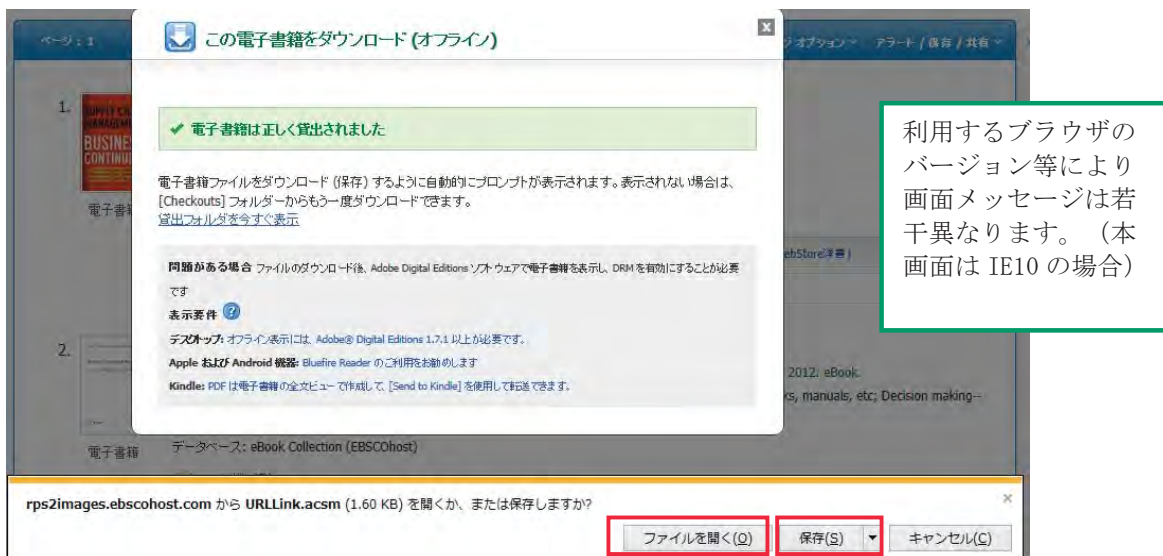 ページ : 1
この電子書籍をダウンロード (オフライン)
x
オプション アラート / 保存 / 共有
1.
BUSINE
CONTINU
電子書
✔ 電子書籍は正しく貸出されました
電子書籍ファイルをダウンロード (保存) するように自動的にプロンプトが表示されます。表示されない場合は、
[Checkouts] フォルダーからもう一度ダウンロードできます。
貸出フォルダを今すぐ表示
問題がある場合 ファイルのダウンロード後、Adobe Digital Editions ソフトウェアで電子書籍を表示し、DRM を有効にすることが必要
です
表示要件 ?
デスクトップ: オフライン表示には、Adobe® Digital Editions 1.7.1 以上が必要です。
Apple および Android 機器: Bluefire Reader のご利用をお勧めします
Kindle: PDF は電子書籍の全文ビューで作成して、[Send to Kindle] を使用して転送できます。
利用するブラウザの
バージョン等により
画面メッセージは若
干異なります。（本
画面は IE10 の場合）
ebStore洋書)
2.
2012. eBook.
ks, manuals, etc; Decision making--
電子書籍
データベース: eBook Collection (EBSCOhost)
rps2images.ebscohost.com から URLLink.acsm (1.60 KB) を開くか、または保存しますか?
×
ファイルを開く(O) 保存(S) ▼ キャンセル(C)